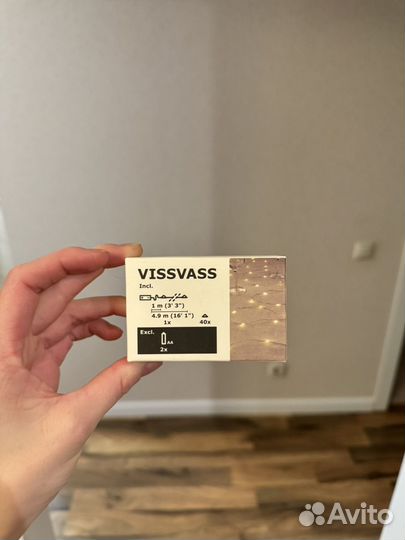 VISSVASS
Incl.
1 m (3' 3")
4.9 m (16' 1")
1x 40x
Excl.
AA
2x
Avito